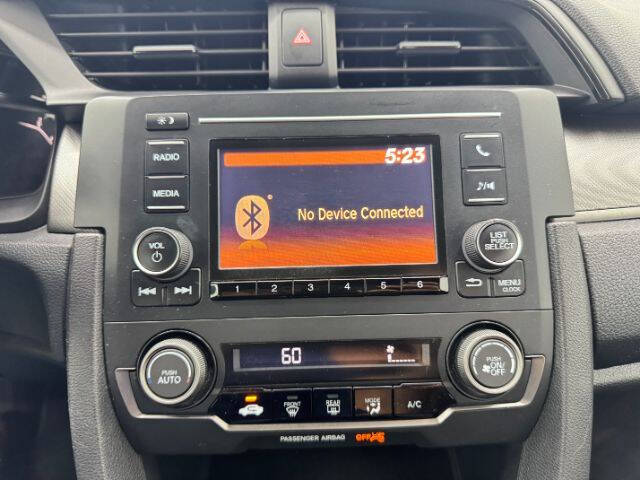 5:23
RADIO
MEDIA
No Device Connected
VOL
LIST
PUSH
SELECT
MENU
CLOCK
1 2 3 4 5 6
60
PUSH
AUTO
PUSH
ON/
OFF
FRONT
REAR
MODE
A/C
PASSENGER AIRBAG OFF